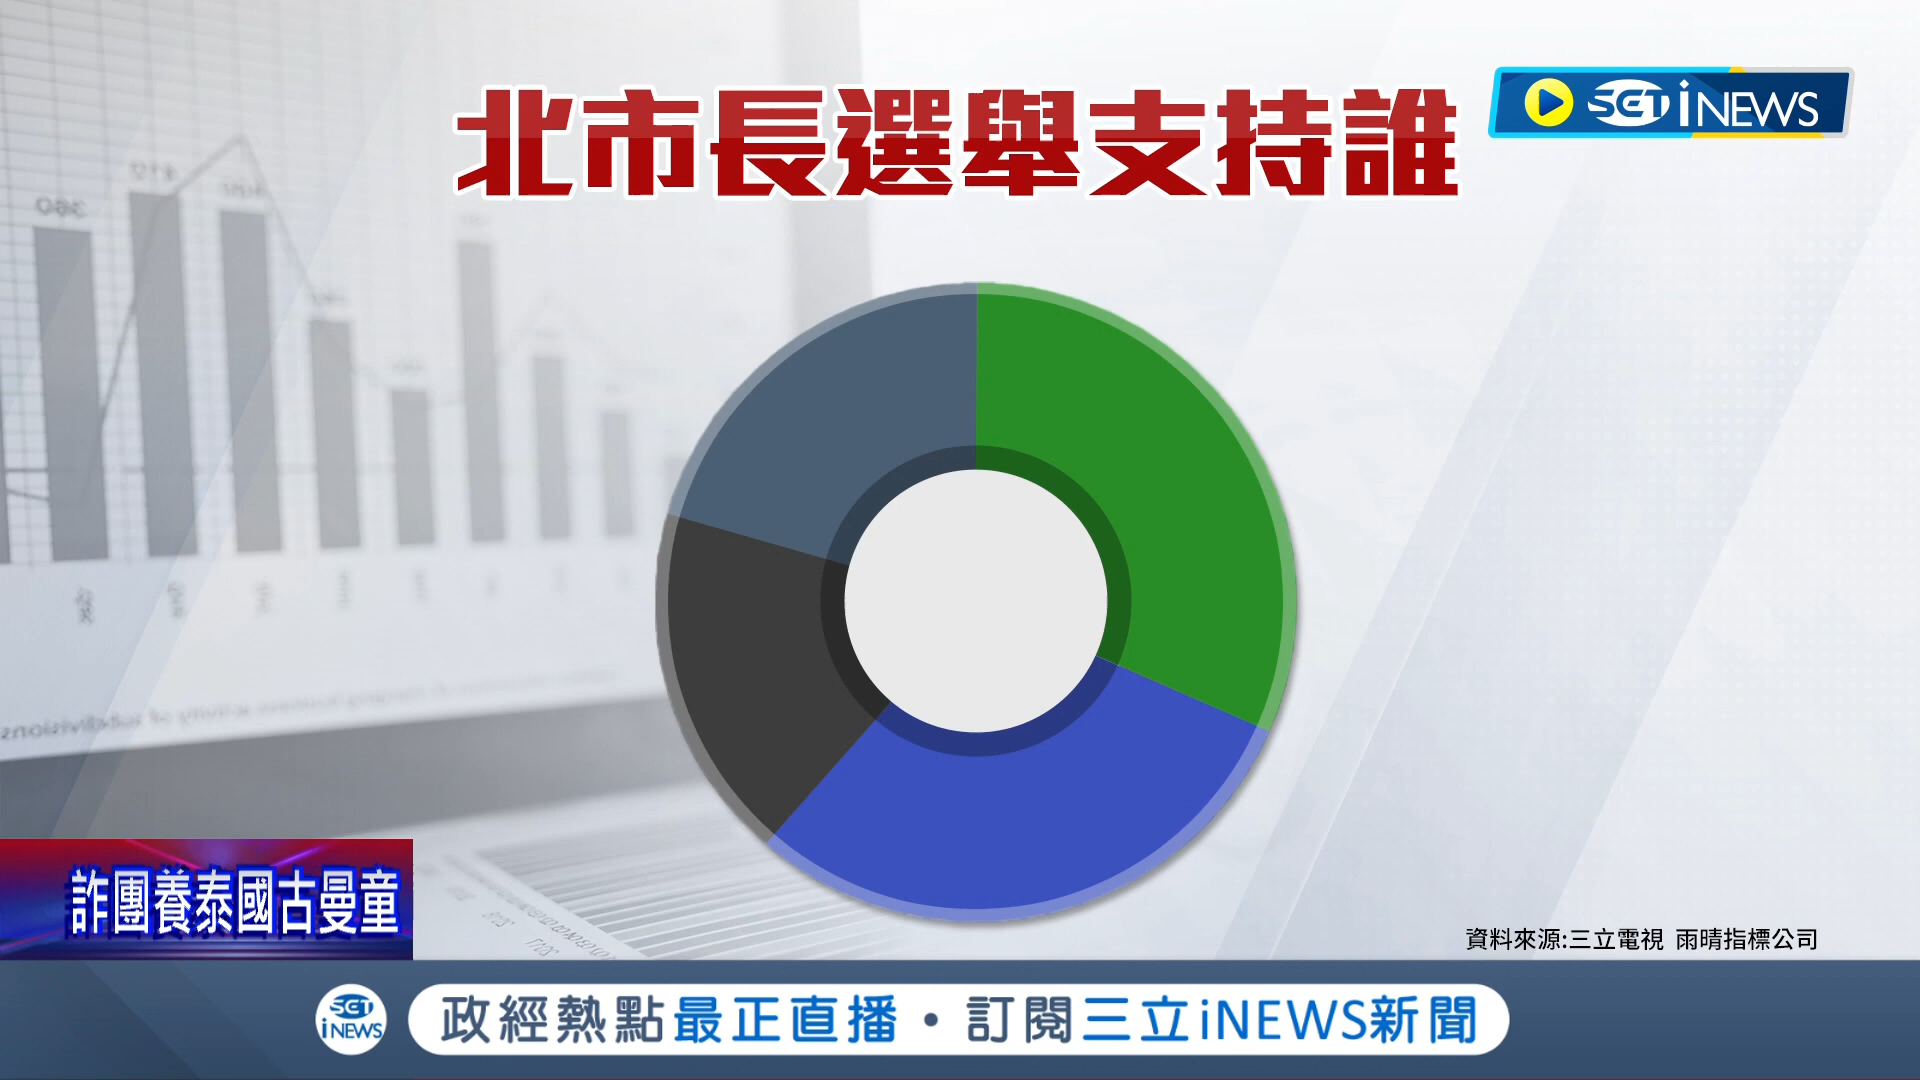 北市長選舉支持誰
SET iNEWS
360
410
詐團養泰國古曼童
資料來源:三立電視 雨晴指標公司
SET iNEWS
政經熱點最正直播・訂閱三立iNEWS新聞